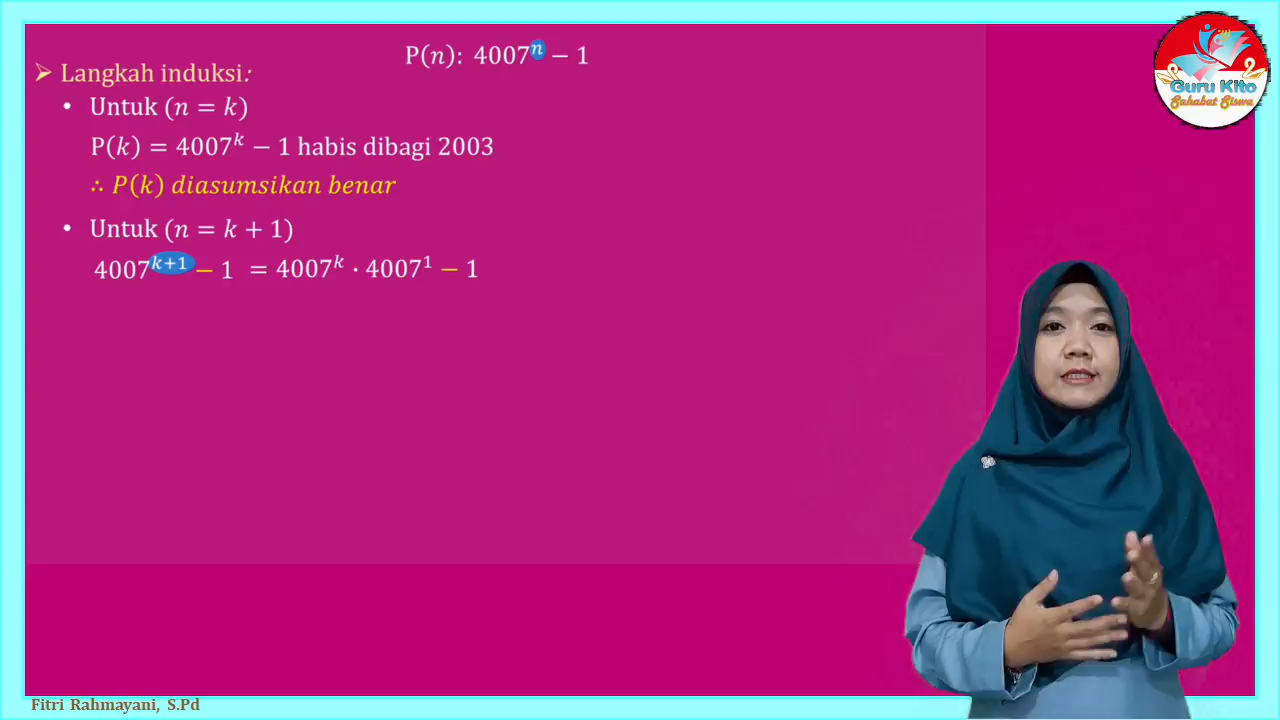 P(n): 4007ⁿ − 1
➢ Langkah induksi:
• Untuk (n = k)
P(k) = 4007ᵏ − 1 habis dibagi 2003
∴ P(k) diasumsikan benar
• Untuk (n = k + 1)
4007ᵏ⁺¹ − 1 = 4007ᵏ · 4007¹ − 1
Guru Kito
Sahabat Siswa
Fitri Rahmayani, S.Pd